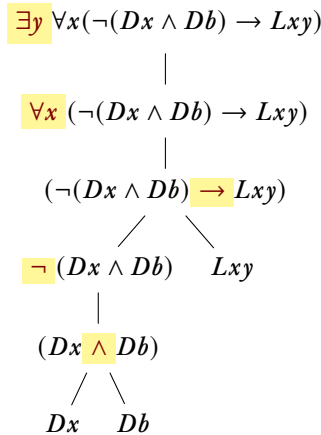 ∃y ∀x(¬(Dx ∧ Db) → Lxy)
∀x (¬(Dx ∧ Db) → Lxy)
(¬(Dx ∧ Db) → Lxy)
¬ (Dx ∧ Db) Lxy
(Dx ∧ Db)
Dx Db